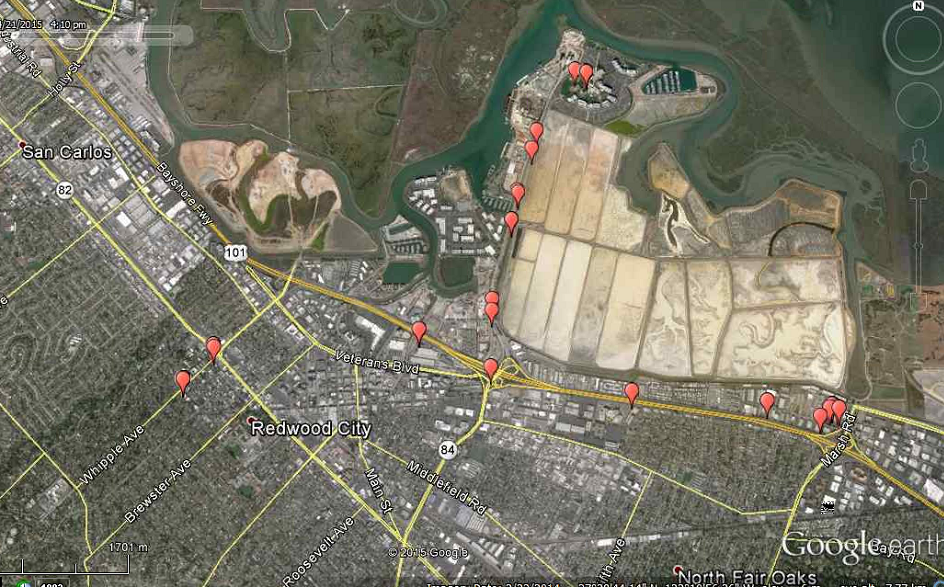 /21/2015 4:10 pm
N
Holly St
San Carlos
82
Bayshore Fwy
101
Veterans Blvd
Redwood City
Whipple Ave
84
Marsh Rd
Brewster Ave
Main St
Middlefield Rd
Roosevelt Ave
1701 m
© 2015 Google
Google earth
Bay Rd
North Fair Oaks